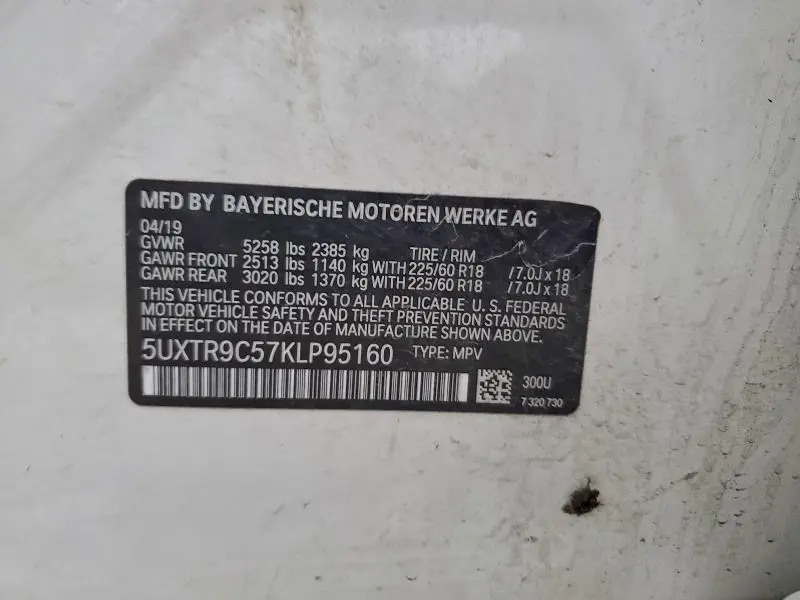 MFD BY BAYERISCHE MOTOREN WERKE AG
04/19
GVWR 5258 lbs 2385 kg TIRE / RIM
GAWR FRONT 2513 lbs 1140 kg WITH 225/60 R18 /7.0J x 18
GAWR REAR 3020 lbs 1370 kg WITH 225/60 R18 /7.0J x 18
THIS VEHICLE CONFORMS TO ALL APPLICABLE U.S. FEDERAL
MOTOR VEHICLE SAFETY AND THEFT PREVENTION STANDARDS
IN EFFECT ON THE DATE OF MANUFACTURE SHOWN ABOVE.
5UXTR9C57KLP95160 TYPE: MPV
300U
7 320 730